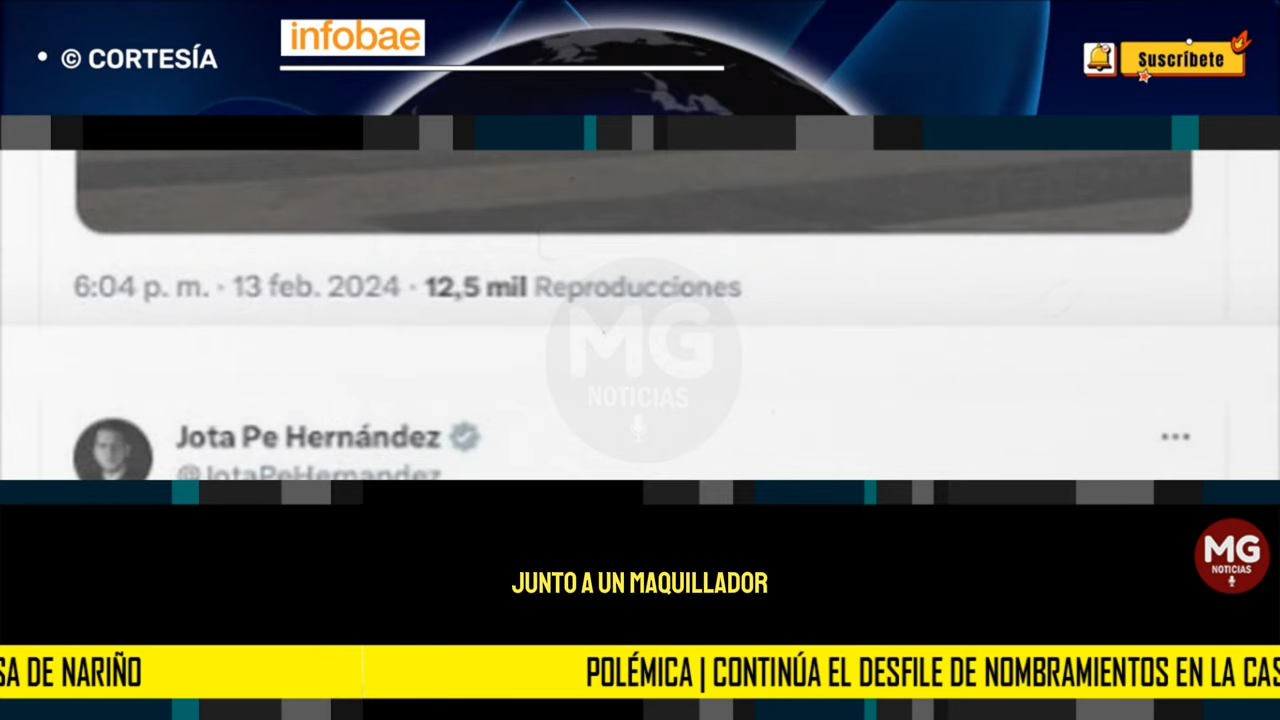 • © CORTESÍA
infobae
Suscríbete
6:04 p. m. · 13 feb. 2024 · 12,5 mil Reproducciones
MG
NOTICIAS
Jota Pe Hernández
@JotaPeHernandez
MG
NOTICIAS
JUNTO A UN MAQUILLADOR
SA DE NARIÑO
POLÉMICA | CONTINÚA EL DESFILE DE NOMBRAMIENTOS EN LA CAS